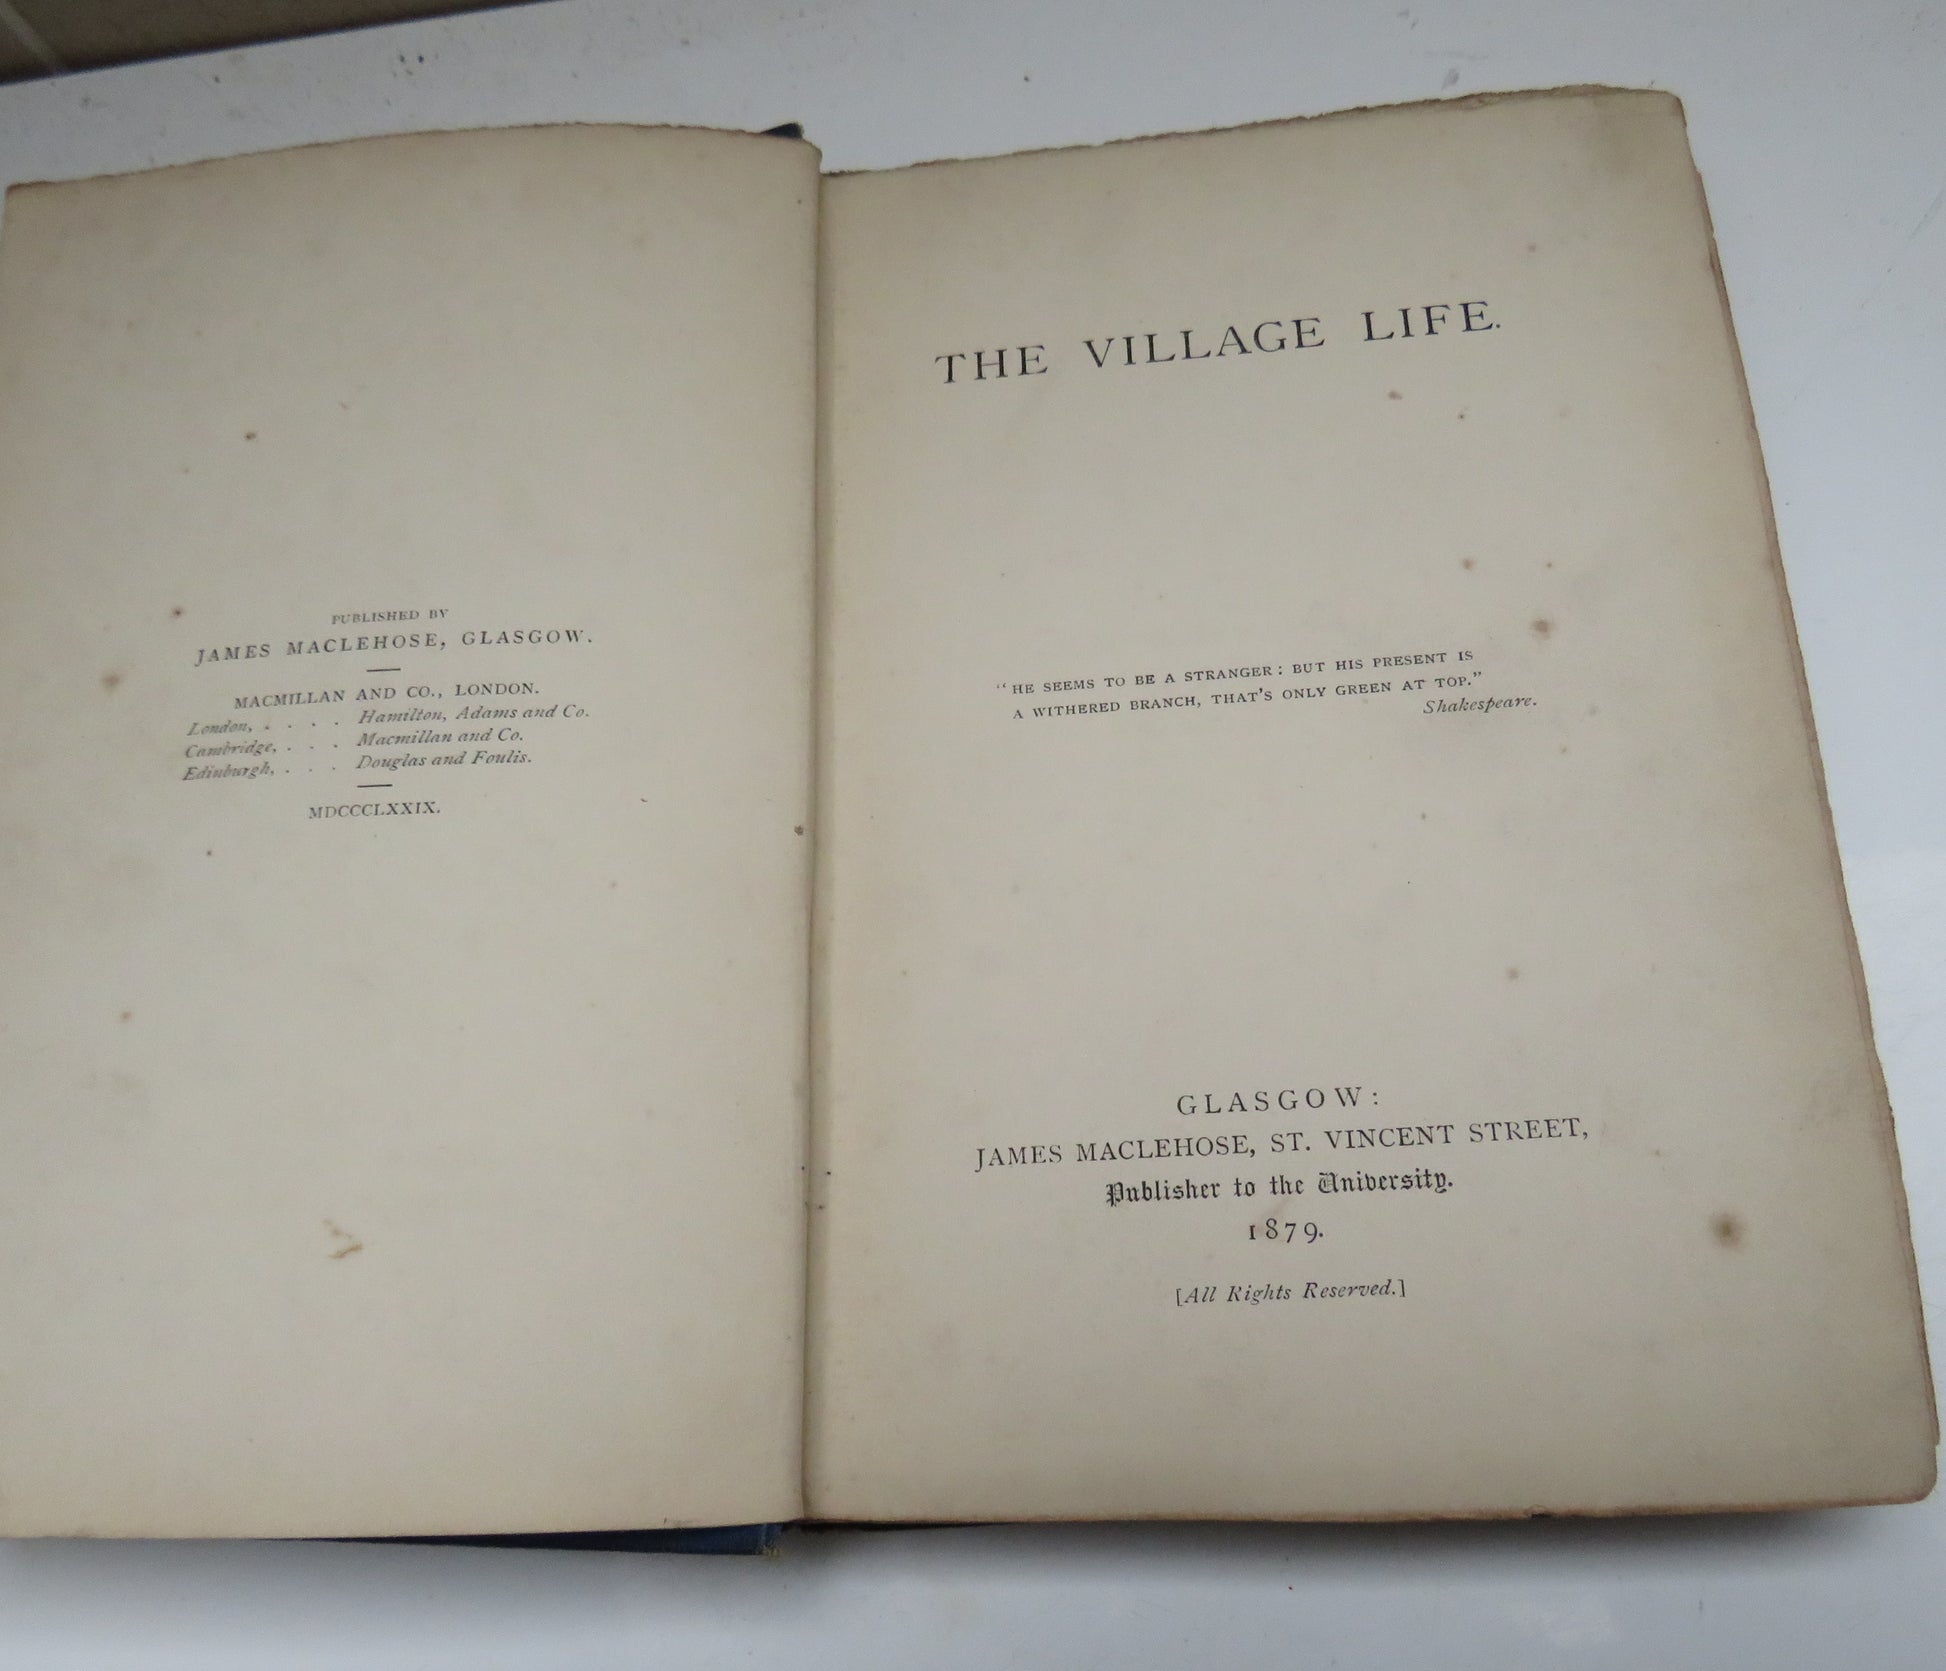 PUBLISHED BY
JAMES MACLEHOSE, GLASGOW.
MACMILLAN AND CO., LONDON.
London, . . . . Hamilton, Adams and Co.
Cambridge, . . . Macmillan and Co.
Edinburgh, . . . Douglas and Foulis.
MDCCCLXXIX.
THE VILLAGE LIFE.
"HE SEEMS TO BE A STRANGER: BUT HIS PRESENT IS
A WITHERED BRANCH, THAT'S ONLY GREEN AT TOP."
Shakespeare.
GLASGOW:
JAMES MACLEHOSE, ST. VINCENT STREET,
Publisher to the University.
1879.
[All Rights Reserved.]